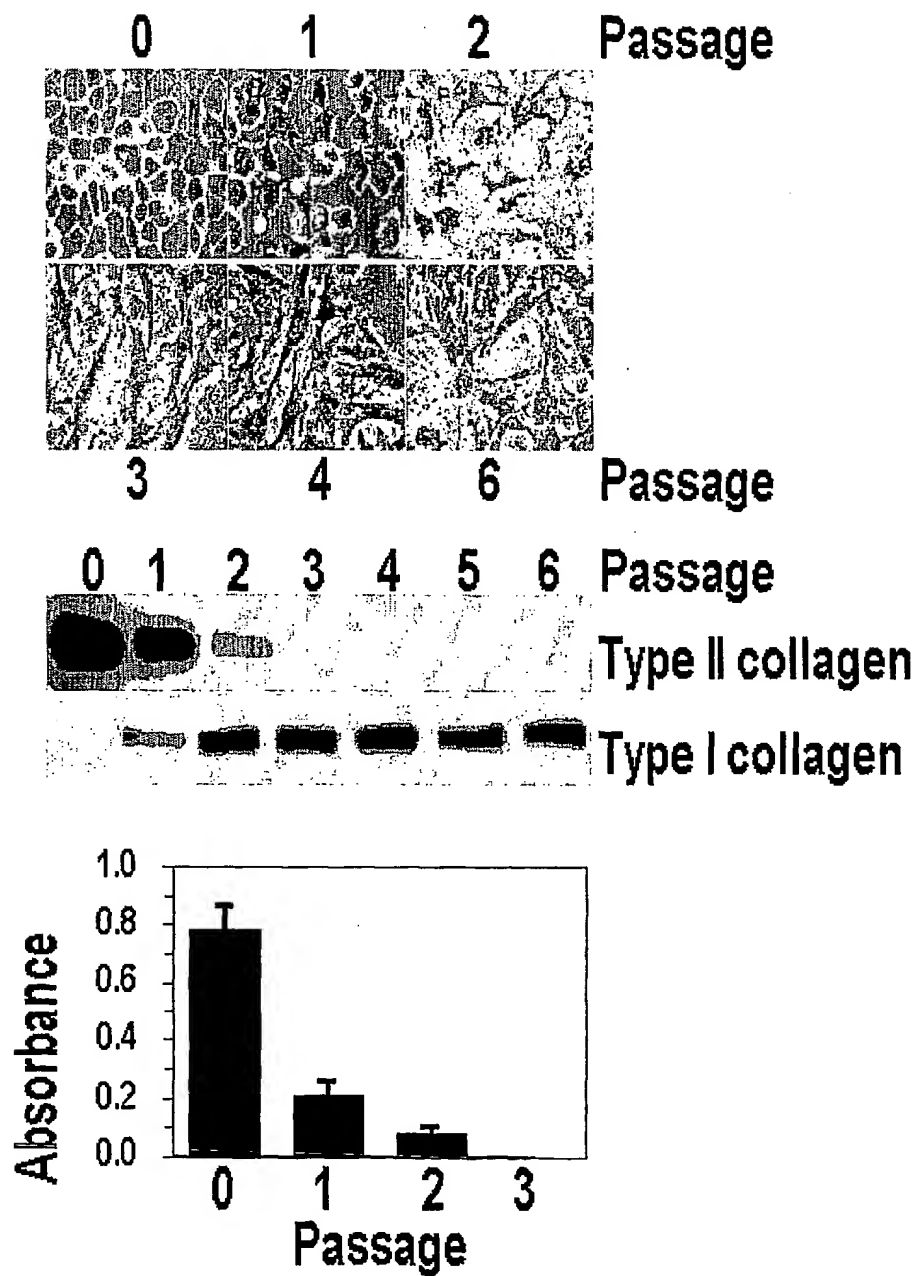 0 1 2 Passage
3 4 6 Passage
0 1 2 3 4 5 6 Passage
Type II collagen
Type I collagen
1.0
0.8
0.6
0.4
0.2
0.0
Absorbance
0 1 2 3
Passage